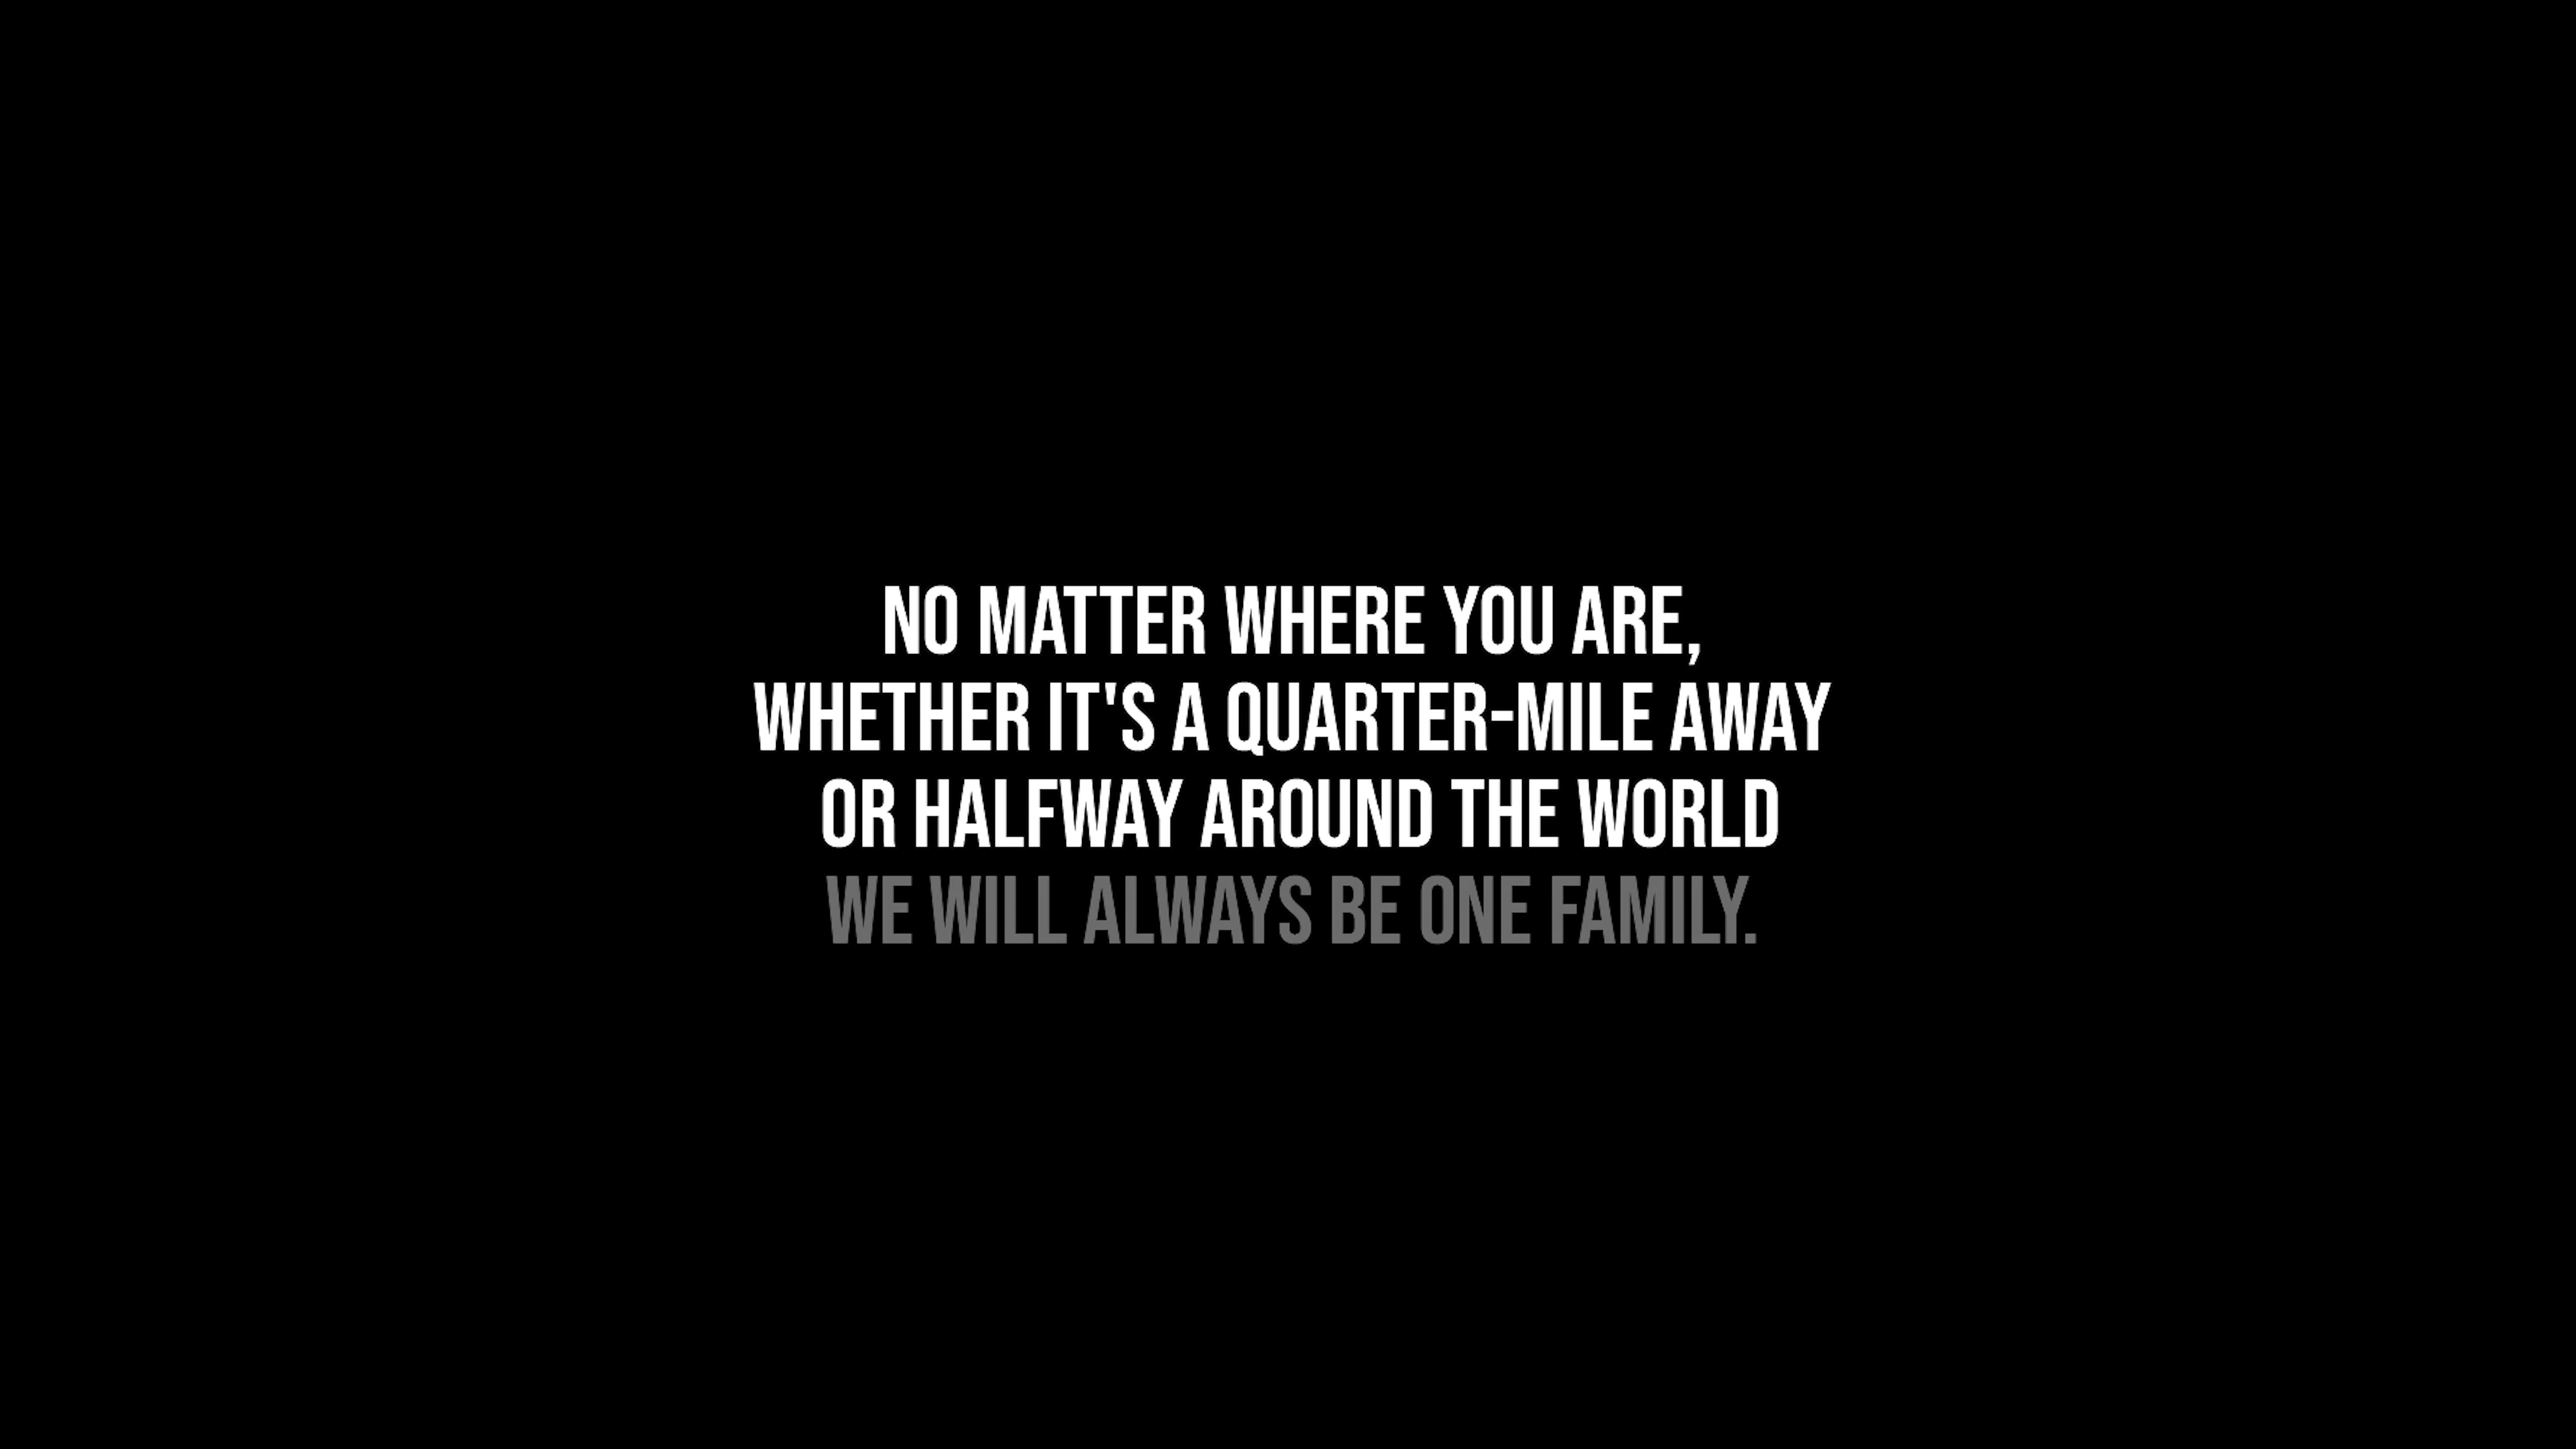 NO MATTER WHERE YOU ARE,
WHETHER IT'S A QUARTER-MILE AWAY
OR HALFWAY AROUND THE WORLD
WE WILL ALWAYS BE ONE FAMILY.